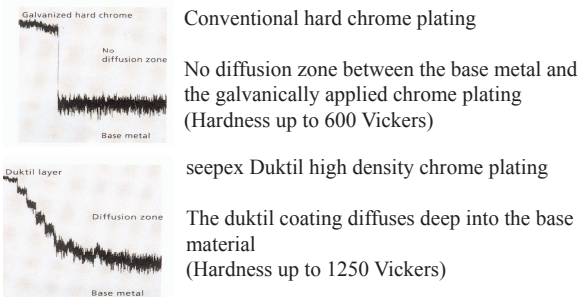 Galvanized hard chrome
No
diffusion zone
Base metal
Conventional hard chrome plating
No diffusion zone between the base metal and
the galvanically applied chrome plating
(Hardness up to 600 Vickers)
Duktil layer
Diffusion zone
Base metal
seepex Duktil high density chrome plating
The duktil coating diffuses deep into the base
material
(Hardness up to 1250 Vickers)